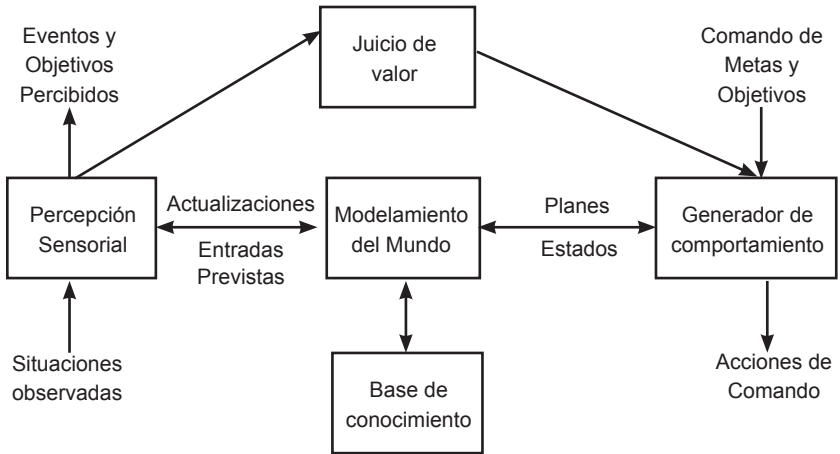 Eventos y
Objetivos
Percibidos
Juicio de
valor
Comando de
Metas y
Objetivos
Percepción
Sensorial
Actualizaciones
Entradas
Previstas
Modelamiento
del Mundo
Planes
Estados
Generador de
comportamiento
Situaciones
observadas
Base de
conocimiento
Acciones de
Comando